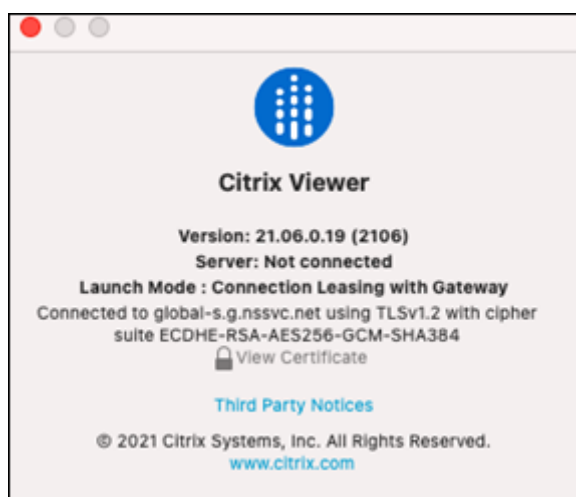 Citrix Viewer
Version: 21.06.0.19 (2106)
Server: Not connected
Launch Mode : Connection Leasing with Gateway
Connected to global-s.g.nssvc.net using TLSv1.2 with cipher
suite ECDHE-RSA-AES256-GCM-SHA384
View Certificate
Third Party Notices
© 2021 Citrix Systems, Inc. All Rights Reserved.
www.citrix.com